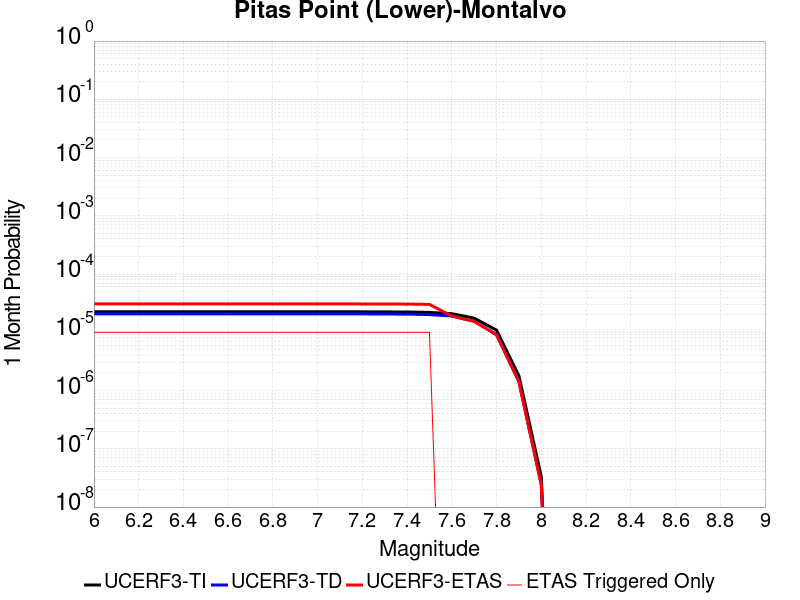 Pitas Point (Lower)-Montalvo
10^0
10^-1
10^-2
10^-3
10^-4
10^-5
10^-6
10^-7
10^-8
1 Month Probability
6 6.2 6.4 6.6 6.8 7 7.2 7.4 7.6 7.8 8 8.2 8.4 8.6 8.8 9
Magnitude
UCERF3-TI UCERF3-TD UCERF3-ETAS ETAS Triggered Only